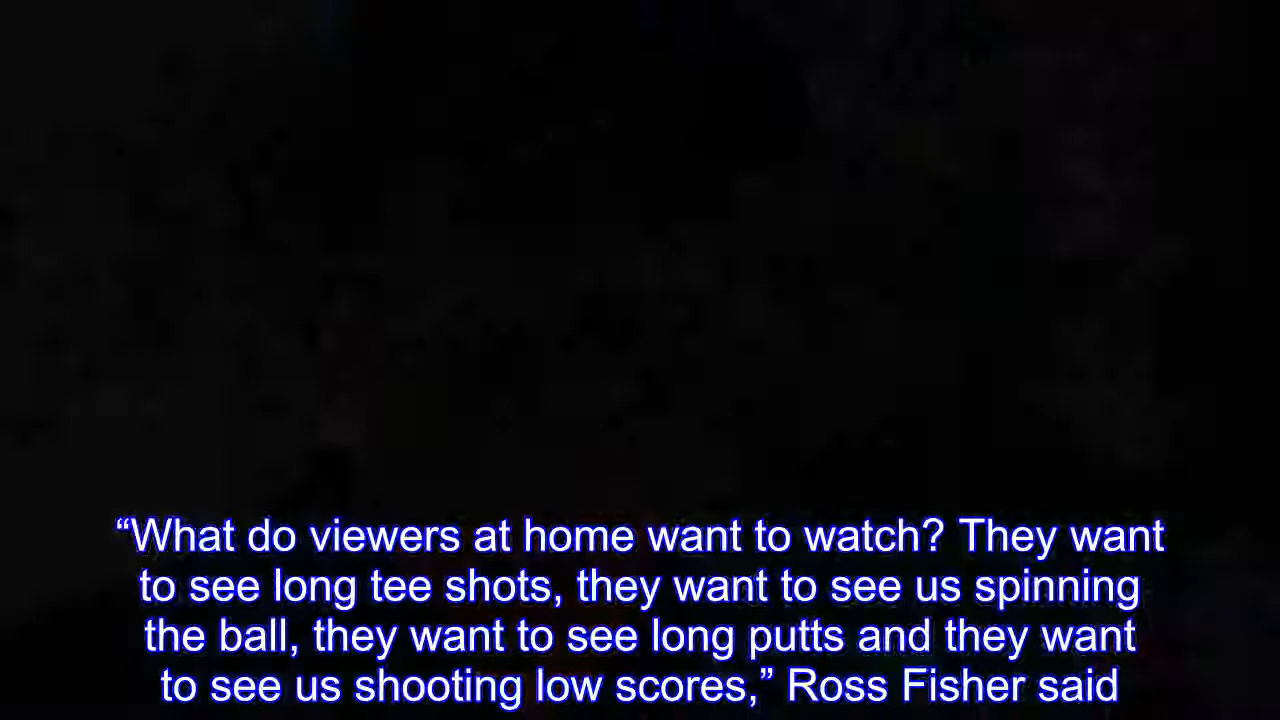 “What do viewers at home want to watch? They want
to see long tee shots, they want to see us spinning
the ball, they want to see long putts and they want
to see us shooting low scores,” Ross Fisher said